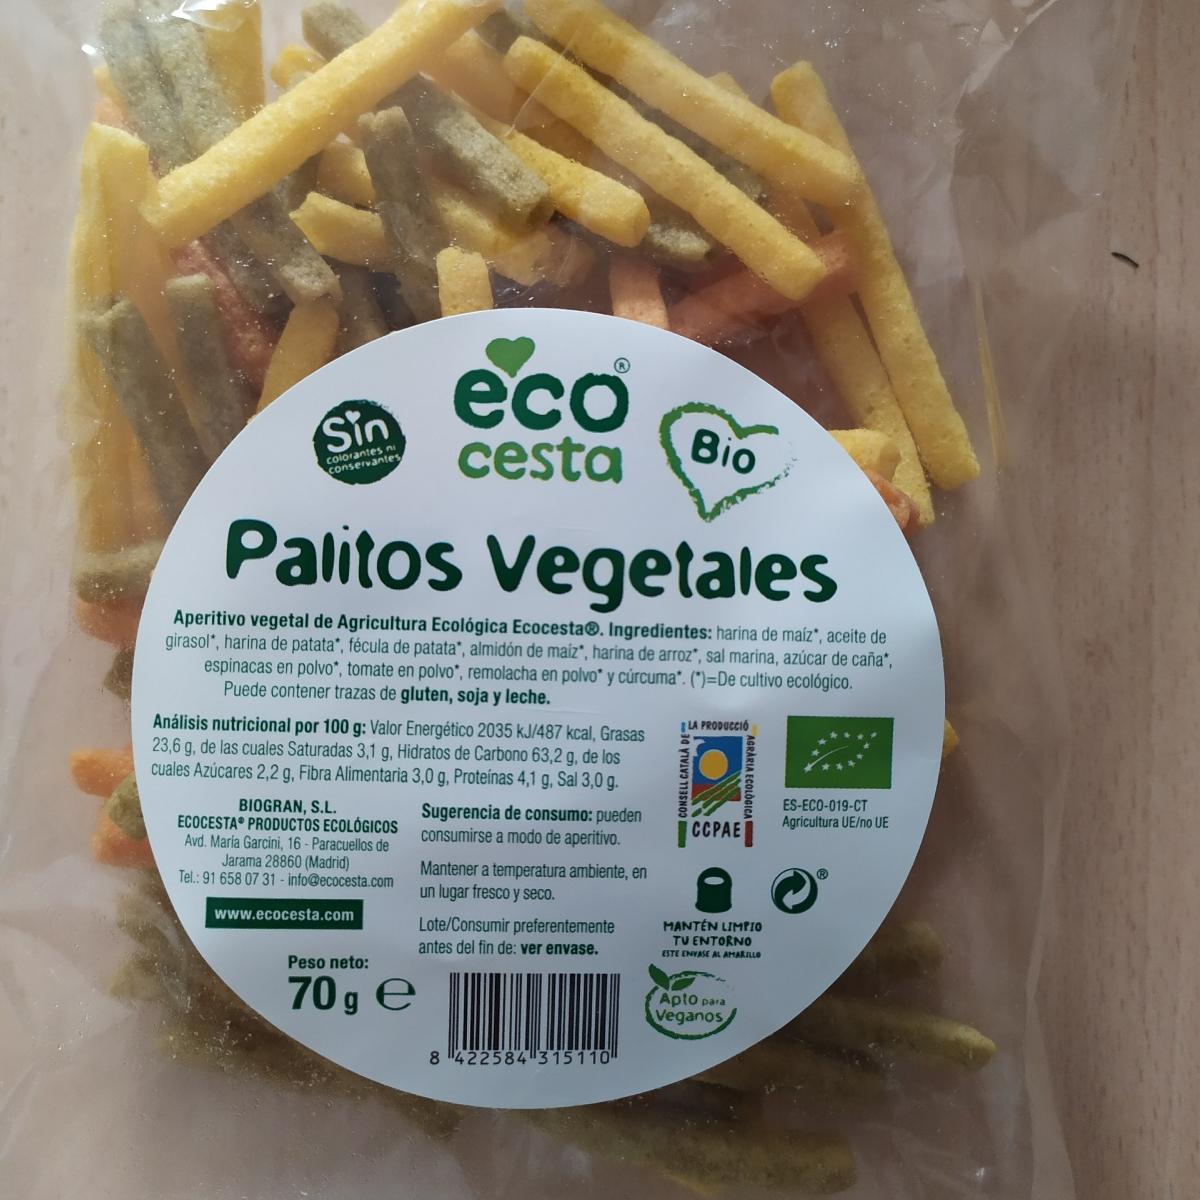 eco®
cesta
Sin
colorantes ni
conservantes
Bio
Palitos Vegetales
Aperitivo vegetal de Agricultura Ecológica Ecocesta®. Ingredientes: harina de maíz*, aceite de
girasol*, harina de patata*, fécula de patata*, almidón de maíz*, harina de arroz*, sal marina, azúcar de caña*,
espinacas en polvo*, tomate en polvo*, remolacha en polvo* y cúrcuma*. (*)=De cultivo ecológico.
Puede contener trazas de gluten, soja y leche.
Análisis nutricional por 100 g: Valor Energético 2035 kJ/487 kcal, Grasas
23,6 g, de las cuales Saturadas 3,1 g, Hidratos de Carbono 63,2 g, de los
cuales Azúcares 2,2 g, Fibra Alimentaria 3,0 g, Proteínas 4,1 g, Sal 3,0 g.
BIOGRAN, S.L.
ECOCESTA® PRODUCTOS ECOLÓGICOS
Avd. María Garcini, 16 - Paracuellos de
Jarama 28860 (Madrid)
Tel.: 91 658 07 31 - info@ecocesta.com
www.ecocesta.com
Sugerencia de consumo: pueden
consumirse a modo de aperitivo.
Mantener a temperatura ambiente, en
un lugar fresco y seco.
Lote/Consumir preferentemente
antes del fin de: ver envase.
CONSELL CATALÀ DE
LA PRODUCCIÓ
AGRÀRIA ECOLÒGICA
CCPAE
ES-ECO-019-CT
Agricultura UE/no UE
®
MANTÉN LIMPIO
TU ENTORNO
ESTE ENVASE AL AMARILLO
Peso neto:
70 g e
8 422584 315110
Apto para
Veganos